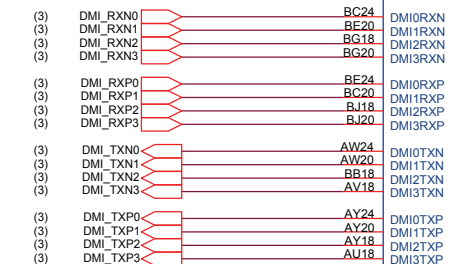 (3) DMI_RXN0 BC24 DMI0RXN
(3) DMI_RXN1 BE20 DMI1RXN
(3) DMI_RXN2 BG18 DMI2RXN
(3) DMI_RXN3 BG20 DMI3RXN
(3) DMI_RXP0 BE24 DMI0RXP
(3) DMI_RXP1 BC20 DMI1RXP
(3) DMI_RXP2 BJ18 DMI2RXP
(3) DMI_RXP3 BJ20 DMI3RXP
(3) DMI_TXN0 AW24 DMI0TXN
(3) DMI_TXN1 AW20 DMI1TXN
(3) DMI_TXN2 BB18 DMI2TXN
(3) DMI_TXN3 AV18 DMI3TXN
(3) DMI_TXP0 AY24 DMI0TXP
(3) DMI_TXP1 AY20 DMI1TXP
(3) DMI_TXP2 AY18 DMI2TXP
(3) DMI_TXP3 AU18 DMI3TXP